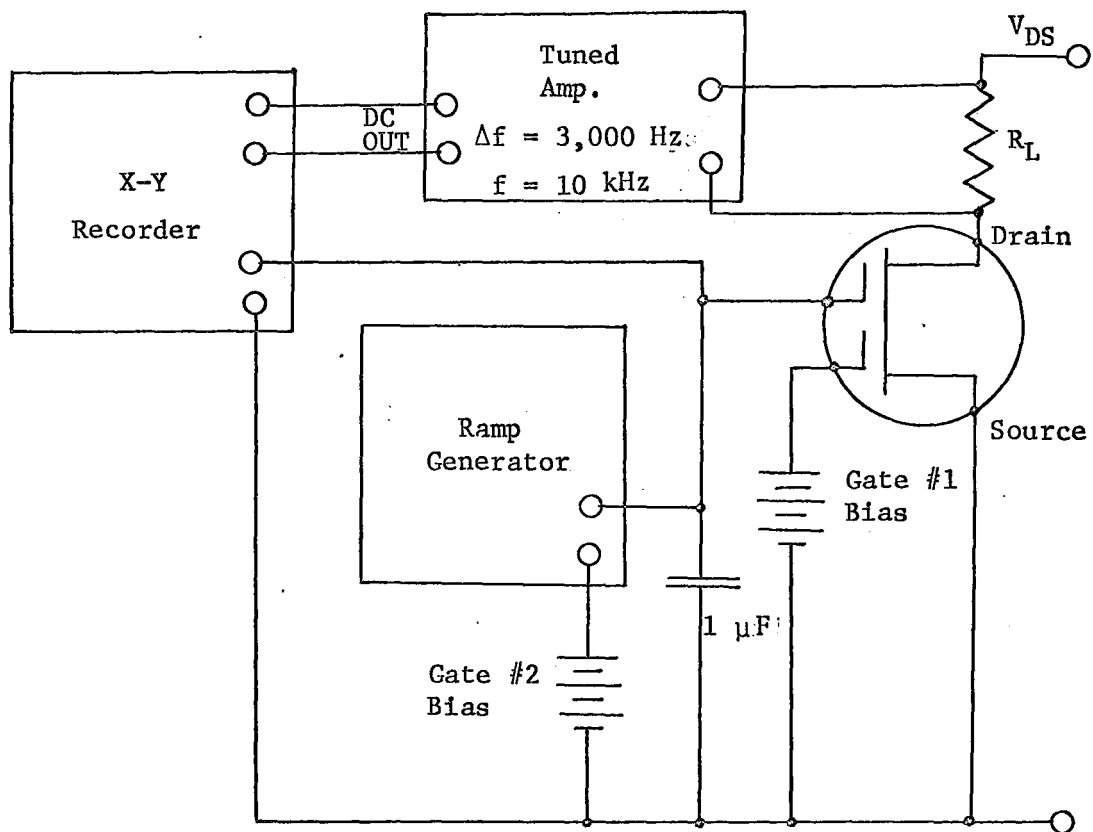 V_DS
Tuned
Amp.
Δf = 3,000 Hz
f = 10 kHz
DC
OUT
X-Y
Recorder
R_L
Drain
Source
Ramp
Generator
Gate #1
Bias
1 μF
Gate #2
Bias